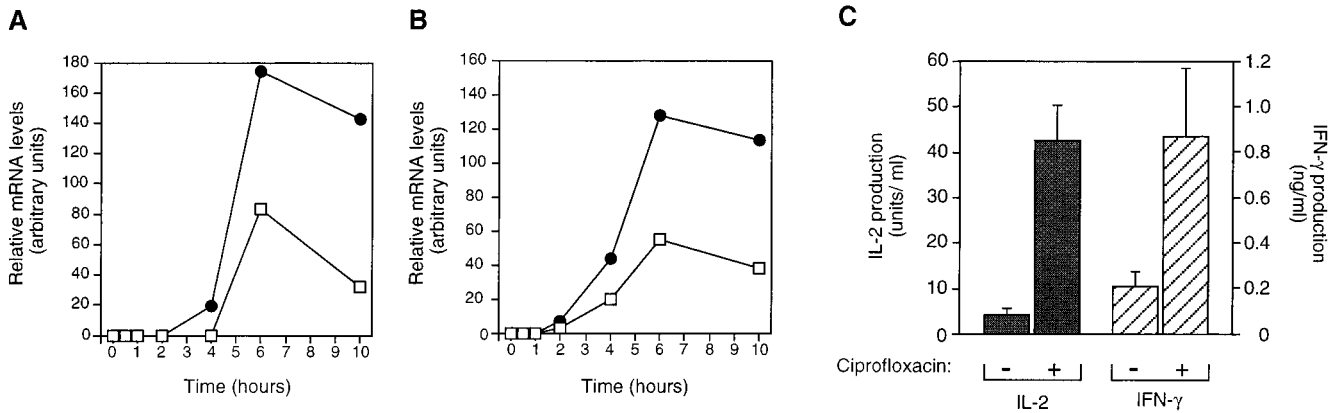 A
Relative mRNA levels
(arbitrary units)
180
160
140
120
100
180
80
60
40
20
0
0 1 2 3 4 5 6 7 8 9 10
Time (hours)
B
Relative mRNA levels
(arbitrary units)
160
140
120
100
80
60
40
20
0
0 1 2 3 4 5 6 7 8 9 10
Time (hours)
C
IL-2 production
(units/ ml)
60
50
40
30
20
10
0
1.2
1.0
0.8
0.6
0.4
0.2
0
IFN-γ production
(ng/ml)
Ciprofloxacin: - + - +
IL-2 IFN-γ